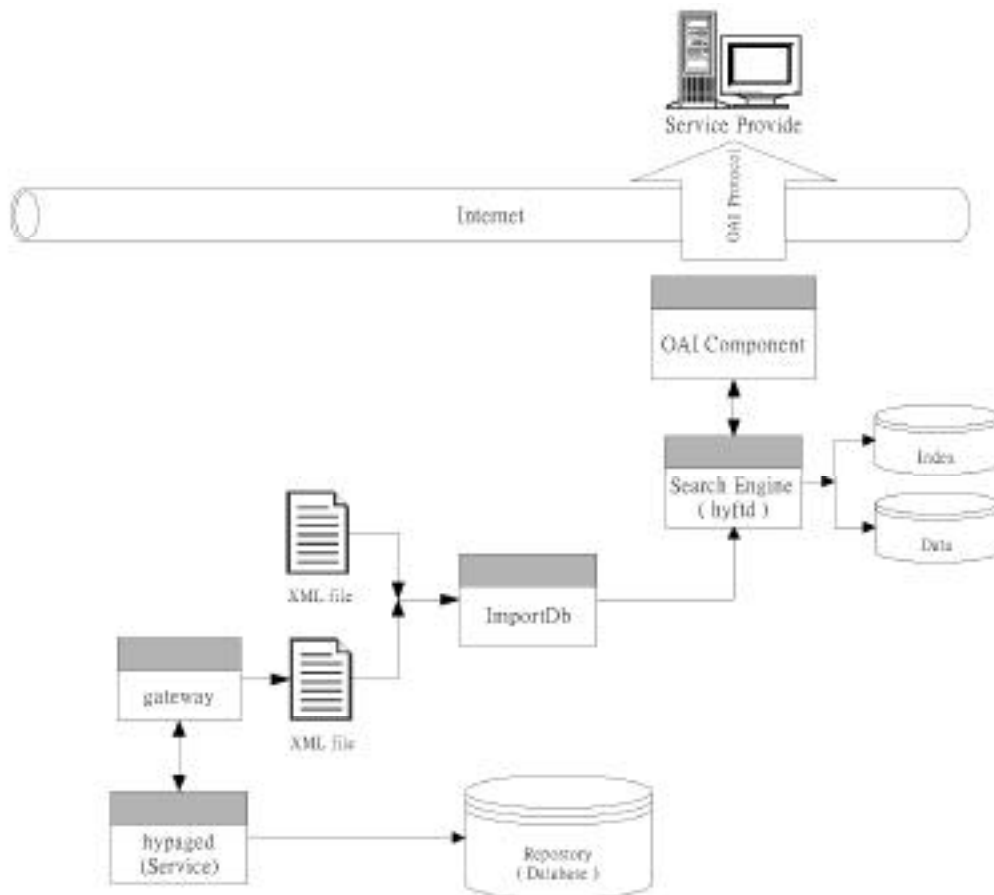 Service Provide
OAI Protocol
Internet
OAI Component
Search Engine
( hyftd )
Index
Data
XML file
ImportDb
gateway
XML file
hypaged
(Service)
Repostory
( Database )